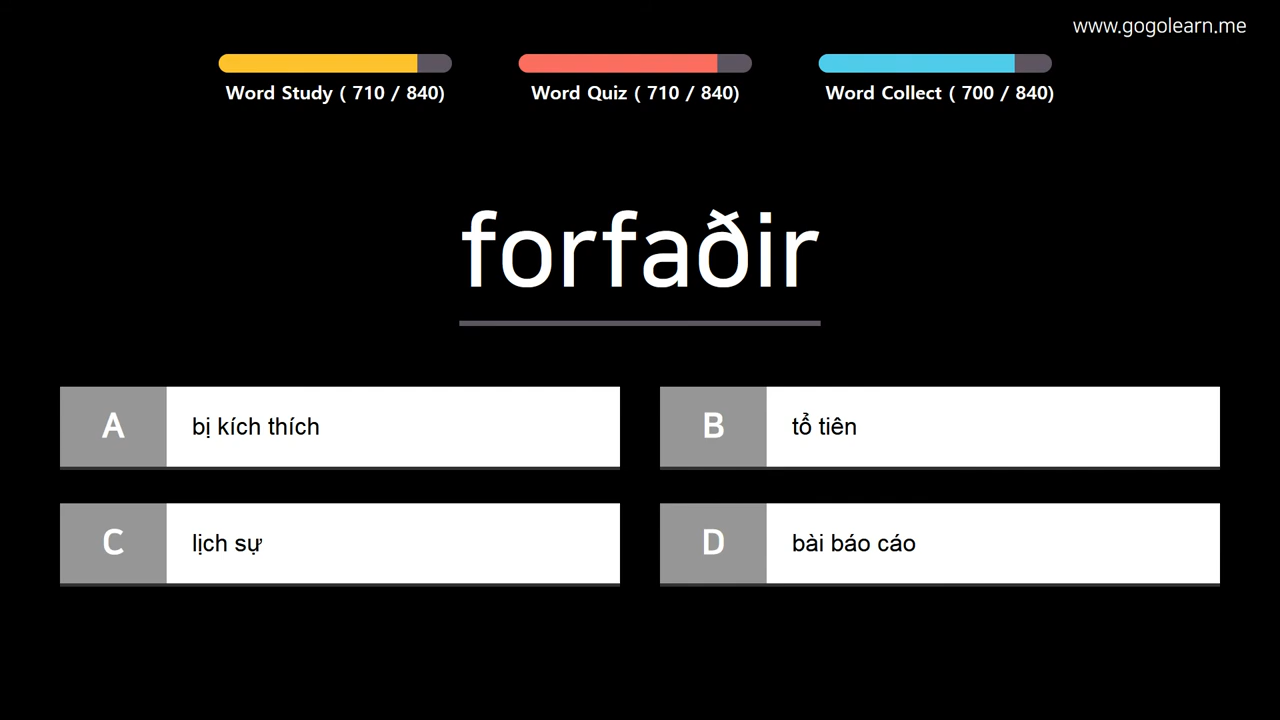 www.gogolearn.me
Word Study ( 710 / 840)
Word Quiz ( 710 / 840)
Word Collect ( 700 / 840)
forfaðir
A bị kích thích
B tổ tiên
C lịch sự
D bài báo cáo